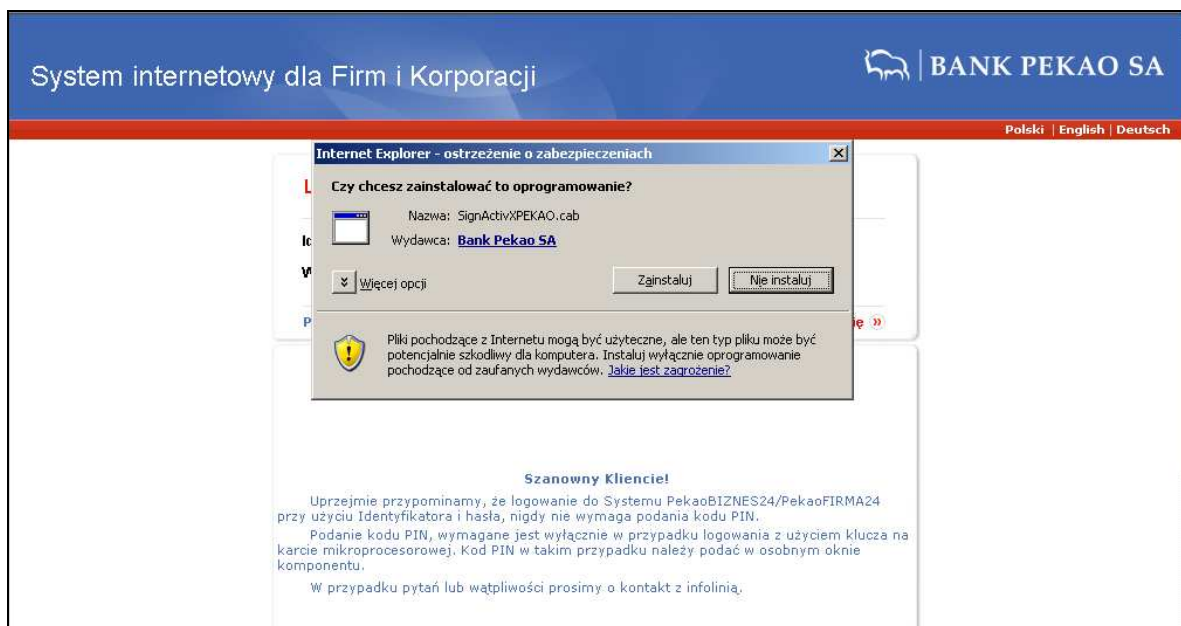 System internetowy dla Firm i Korporacji
BANK PEKAO SA
Polski | English | Deutsch
Internet Explorer - ostrzeżenie o zabezpieczeniach
Czy chcesz zainstalować to oprogramowanie?
Nazwa: SignActivXPEKAO.cab
Wydawca: Bank Pekao SA
Więcej opcji
Zainstaluj
Nie instaluj
Pliki pochodzące z Internetu mogą być użyteczne, ale ten typ pliku może być
potencjalnie szkodliwy dla komputera. Instaluj wyłącznie oprogramowanie
pochodzące od zaufanych wydawców. Jakie jest zagrożenie?
Szanowny Kliencie!
Uprzejmie przypominamy, że logowanie do Systemu PekaoBIZNES24/PekaoFIRMA24
przy użyciu Identyfikatora i hasła, nigdy nie wymaga podania kodu PIN.
Podanie kodu PIN, wymagane jest wyłącznie w przypadku logowania z użyciem klucza na
karcie mikroprocesorowej. Kod PIN w takim przypadku należy podać w osobnym oknie
komponentu.
W przypadku pytań lub wątpliwości prosimy o kontakt z infolinią.